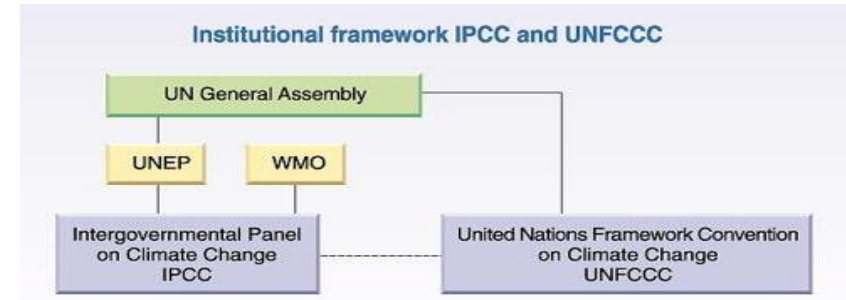 Institutional framework IPCC and UNFCCC
UN General Assembly
UNEP
WMO
Intergovernmental Panel
on Climate Change
IPCC
United Nations Framework Convention
on Climate Change
UNFCCC